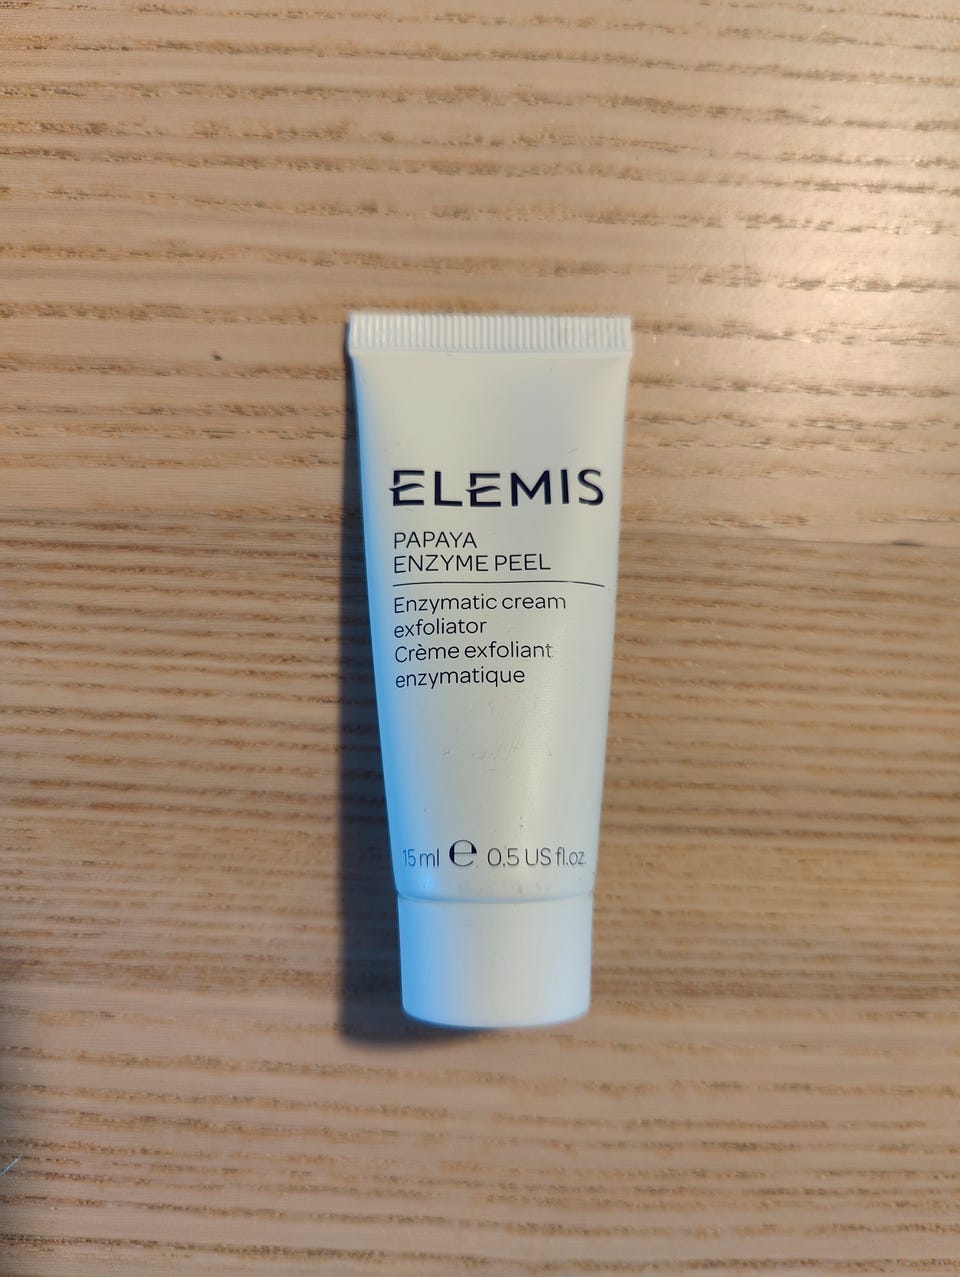 ELEMIS
PAPAYA
ENZYME PEEL
Enzymatic cream
exfoliator
Crème exfoliant
enzymatique
15 ml e 0.5 US fl.oz.